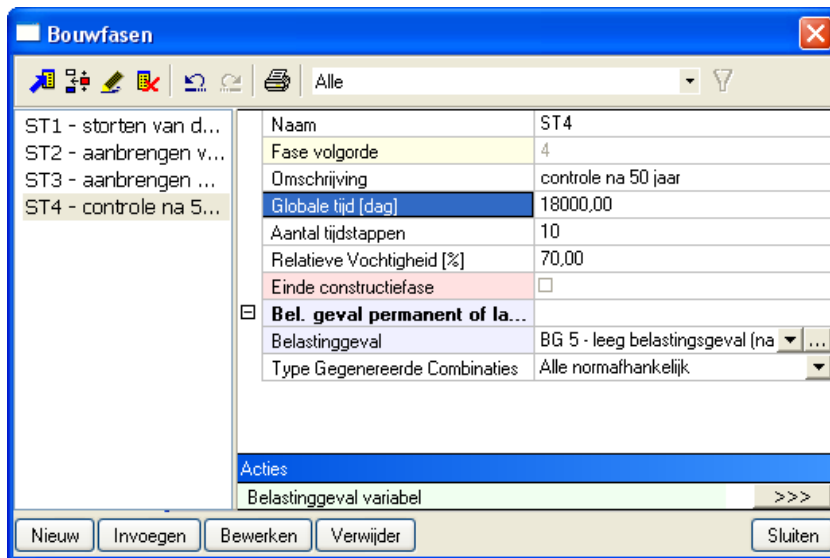 Bouwfasen
Alle
ST1 - storten van d...
ST2 - aanbrengen v...
ST3 - aanbrengen ...
ST4 - controle na 5...
Naam ST4
Fase volgorde 4
Omschrijving controle na 50 jaar
Globale tijd [dag] 18000,00
Aantal tijdstappen 10
Relatieve Vochtigheid [%] 70,00
Einde constructiefase
Bel. geval permanent of la...
Belastinggeval BG 5 - leeg belastingsgeval (na ...
Type Gegenereerde Combinaties Alle normafhankelijk
Acties
Belastinggeval variabel >>>
Nieuw Invoegen Bewerken Verwijder Sluiten